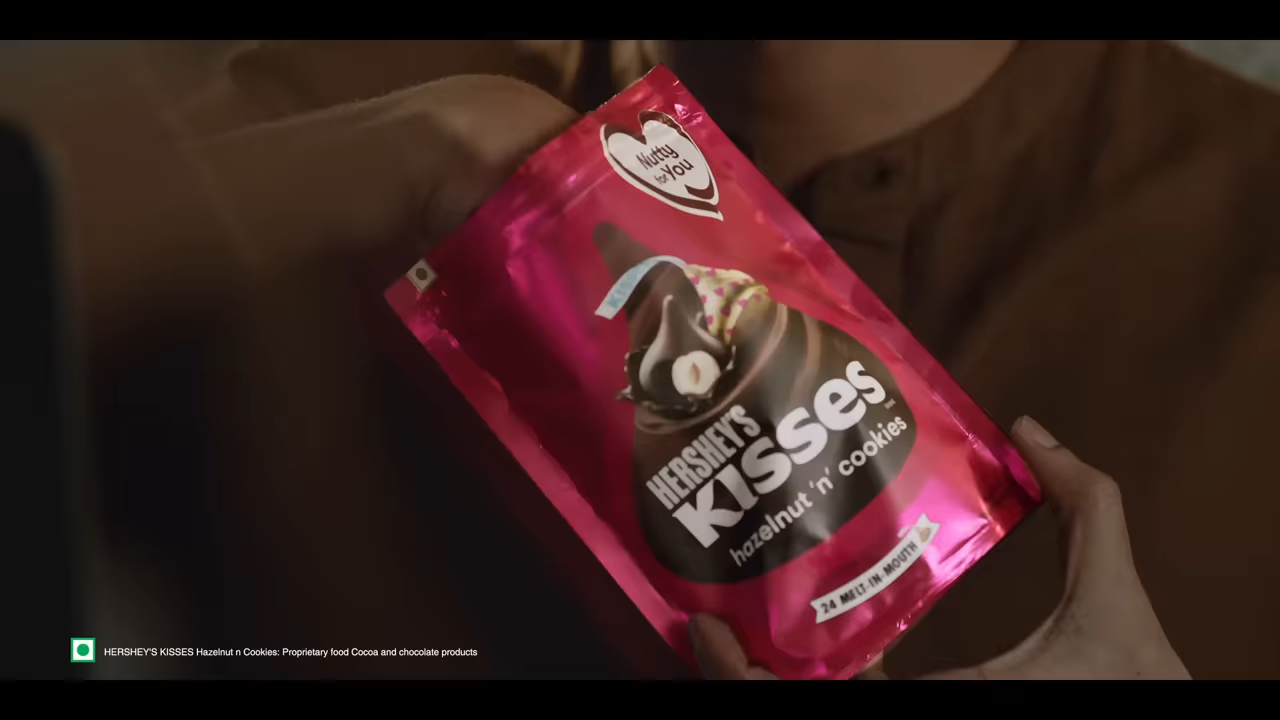 Nutty
for You
KISSES
HERSHEY'S
KISSES
hazelnut 'n' cookies
24 MELT-IN-MOUTH
HERSHEY'S KISSES Hazelnut n Cookies: Proprietary food Cocoa and chocolate products